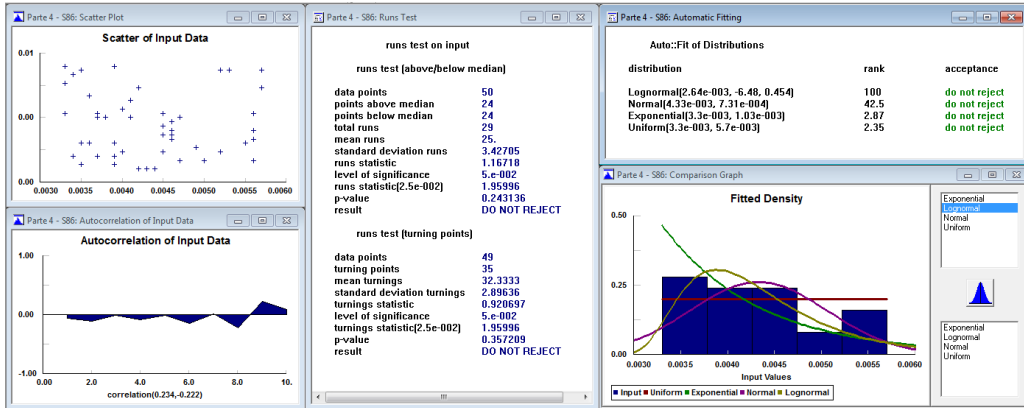 Parte 4 - S86: Scatter Plot
Scatter of Input Data
0.01
0.00
0.00
0.0030 0.0035 0.0040 0.0045 0.0050 0.0055 0.0060
Parte 4 - S86: Autocorrelation of Input Data
Autocorrelation of Input Data
1.00
0.00
-1.00
0.00 2.0 4.0 6.0 8.0 10.
correlation(0.234,-0.222)
Parte 4 - S86: Runs Test
runs test on input
runs test (above/below median)
data points 50
points above median 24
points below median 24
total runs 29
mean runs 25.
standard deviation runs 3.42705
runs statistic 1.16718
level of significance 5.e-002
runs statistic(2.5e-002) 1.95996
p-value 0.243136
result DO NOT REJECT
runs test (turning points)
data points 49
turning points 35
mean turnings 32.3333
standard deviation turnings 2.89636
turnings statistic 0.920697
level of significance 5.e-002
turnings statistic(2.5e-002) 1.95996
p-value 0.357209
result DO NOT REJECT
Parte 4 - S86: Automatic Fitting
Auto::Fit of Distributions
distribution rank acceptance
Lognormal(2.64e-003, -6.48, 0.454) 100 do not reject
Normal(4.33e-003, 7.31e-004) 42.5 do not reject
Exponential(3.3e-003, 1.03e-003) 2.87 do not reject
Uniform(3.3e-003, 5.7e-003) 2.35 do not reject
Parte 4 - S86: Comparison Graph
Fitted Density
0.50
0.25
0.00
0.0030 0.0035 0.0040 0.0045 0.0050 0.0055 0.0060
Input Values
Input Uniform Exponential Normal Lognormal
Exponential
Lognormal
Normal
Uniform
Exponential
Lognormal
Normal
Uniform